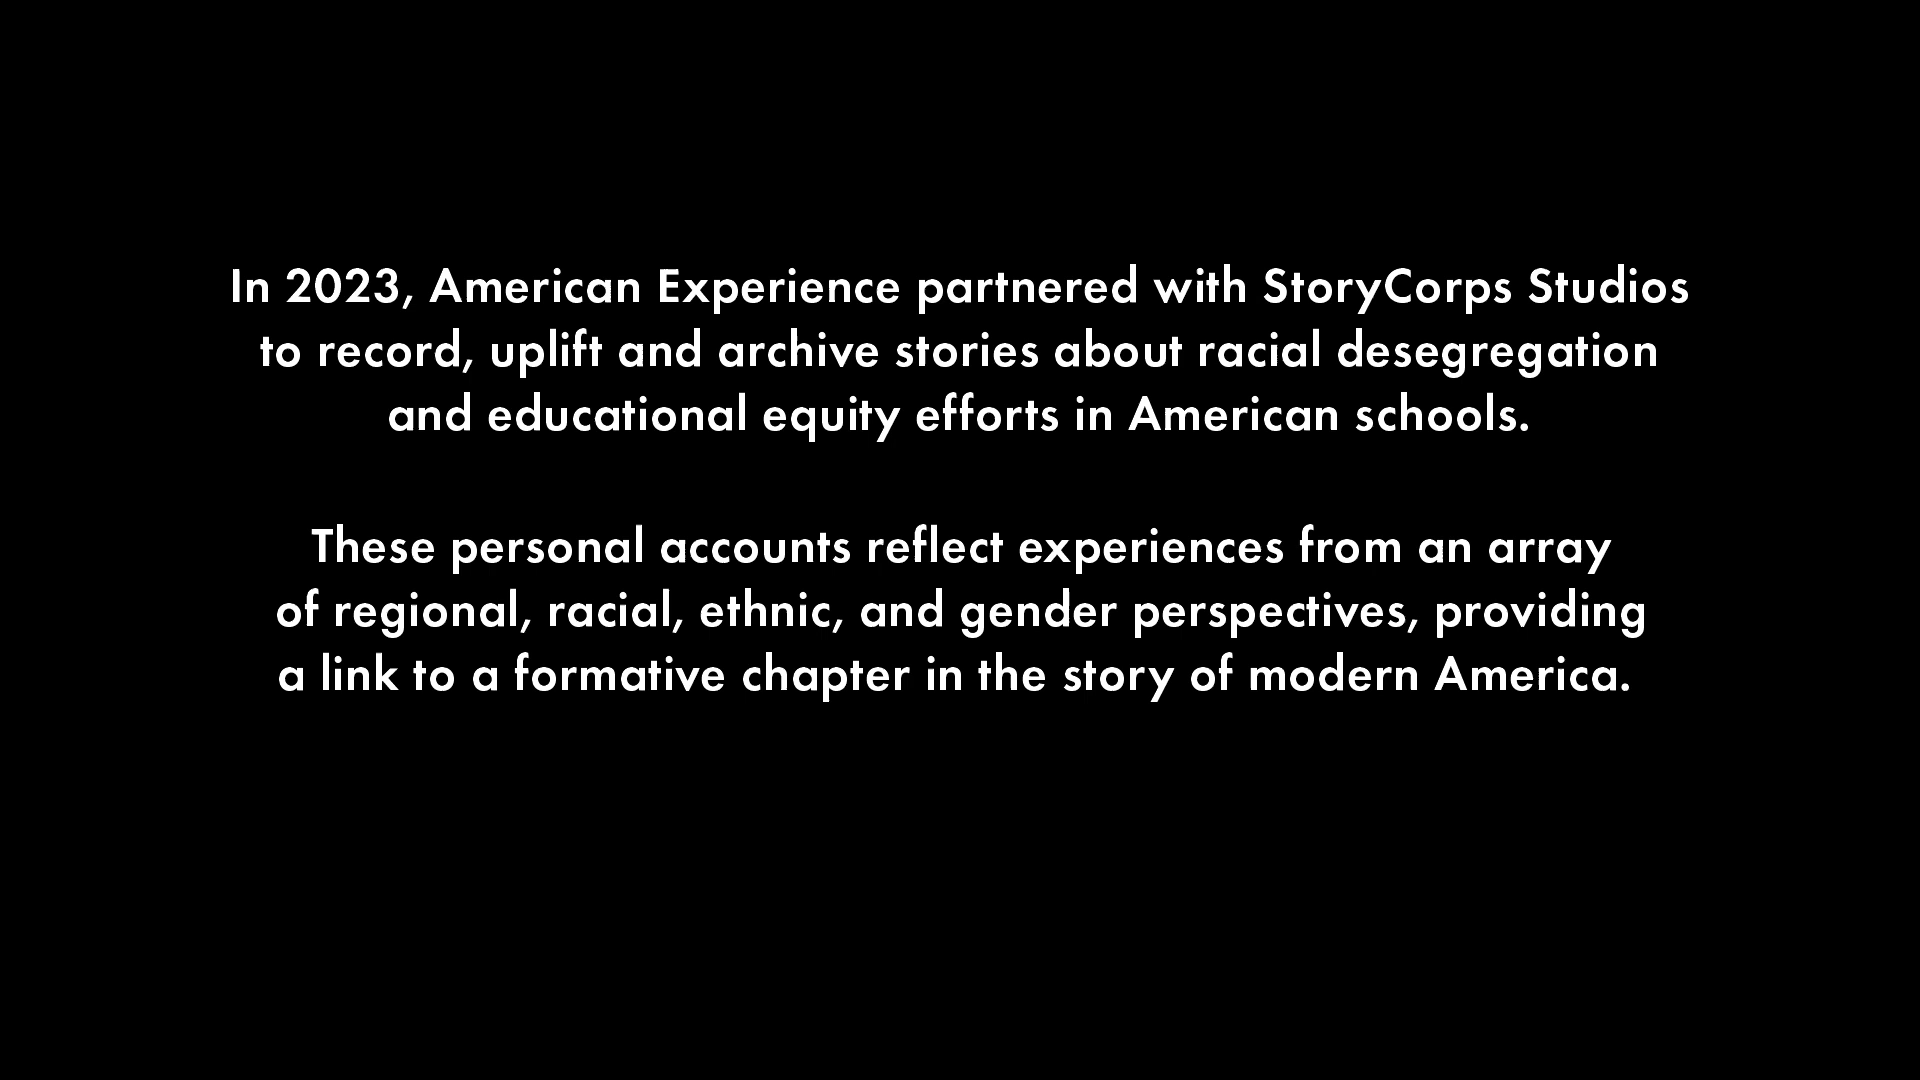 In 2023, American Experience partnered with StoryCorps Studios
to record, uplift and archive stories about racial desegregation
and educational equity efforts in American schools.
These personal accounts reflect experiences from an array
of regional, racial, ethnic, and gender perspectives, providing
a link to a formative chapter in the story of modern America.